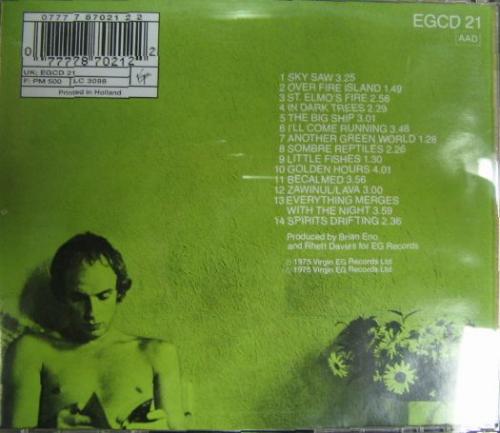 EGCD 21
AAD
0777 7 87021 2 2
0 77778 70212 2
UK: EGCD 21
F: PM 500 LC 3098
Printed in Holland
Virgin
1 SKY SAW 3.25
2 OVER FIRE ISLAND 1.49
3 ST. ELMO'S FIRE 2.56
4 IN DARK TREES 2.29
5 THE BIG SHIP 3.01
6 I'LL COME RUNNING 3.48
7 ANOTHER GREEN WORLD 1.28
8 SOMBRE REPTILES 2.26
9 LITTLE FISHES 1.30
10 GOLDEN HOURS 4.01
11 BECALMED 3.56
12 ZAWINUL/LAVA 3.00
13 EVERYTHING MERGES
WITH THE NIGHT 3.59
14 SPIRITS DRIFTING 2.36
Produced by Brian Eno
and Rhett Davies for EG Records
℗ 1975 Virgin EG Records Ltd
© 1975 Virgin EG Records Ltd